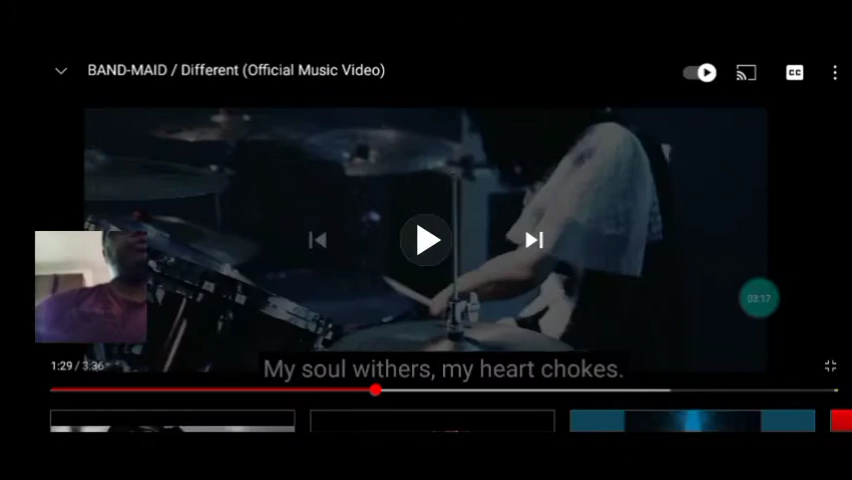 BAND-MAID / Different (Official Music Video)
CC
03:17
1:29 / 3:36
My soul withers, my heart chokes.